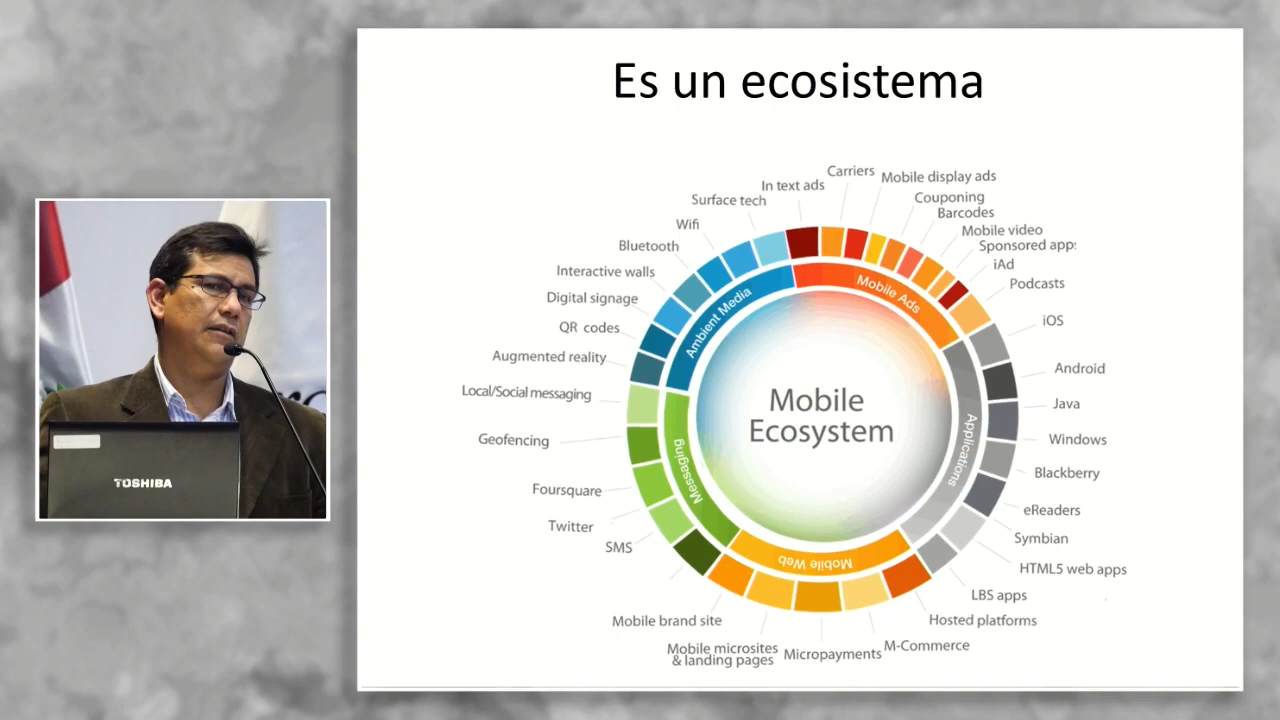 Es un ecosistema
Carriers
Mobile display ads
In text ads
Couponing
Surface tech
Barcodes
Wifi
Mobile video
Bluetooth
Sponsored apps
iAd
Interactive walls
Podcasts
Digital signage
iOS
QR codes
Augmented reality
Android
Local/Social messaging
Java
Geofencing
Windows
Blackberry
Foursquare
eReaders
Twitter
Symbian
SMS
HTML5 web apps
LBS apps
Mobile brand site
Hosted platforms
Mobile microsites
& landing pages
Micropayments
M-Commerce
Mobile Ads
Ambient Media
Applications
Messaging
Mobile Web
Mobile
Ecosystem
TOSHIBA